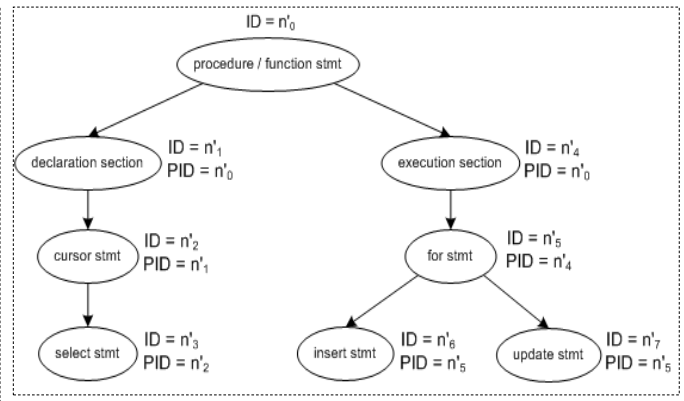 ID = n'₀
procedure / function stmt
declaration section
ID = n'₁
PID = n'₀
execution section
ID = n'₄
PID = n'₀
cursor stmt
ID = n'₂
PID = n'₁
for stmt
ID = n'₅
PID = n'₄
select stmt
ID = n'₃
PID = n'₂
insert stmt
ID = n'₆
PID = n'₅
update stmt
ID = n'₇
PID = n'₅